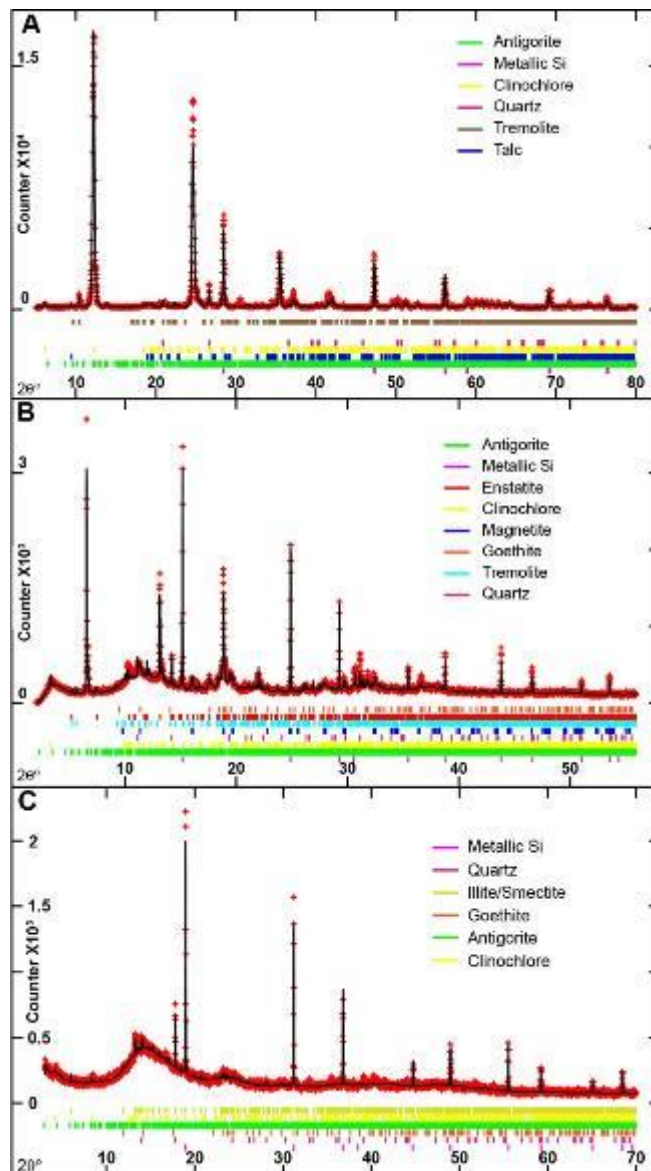 A
Counter X10⁴
1.5
0
Antigorite
Metallic Si
Clinochlore
Quartz
Tremolite
Talc
2θ° 10 20 30 40 50 60 70 80
B
Counter X10³
3
0
Antigorite
Metallic Si
Enstatite
Clinochlore
Magnetite
Goethite
Tremolite
Quartz
2θ° 10 20 30 40 50
C
Counter X10³
2
1.5
0.5
0
Metallic Si
Quartz
Illite/Smectite
Goethite
Antigorite
Clinochlore
2θ° 10 20 30 40 50 60 70